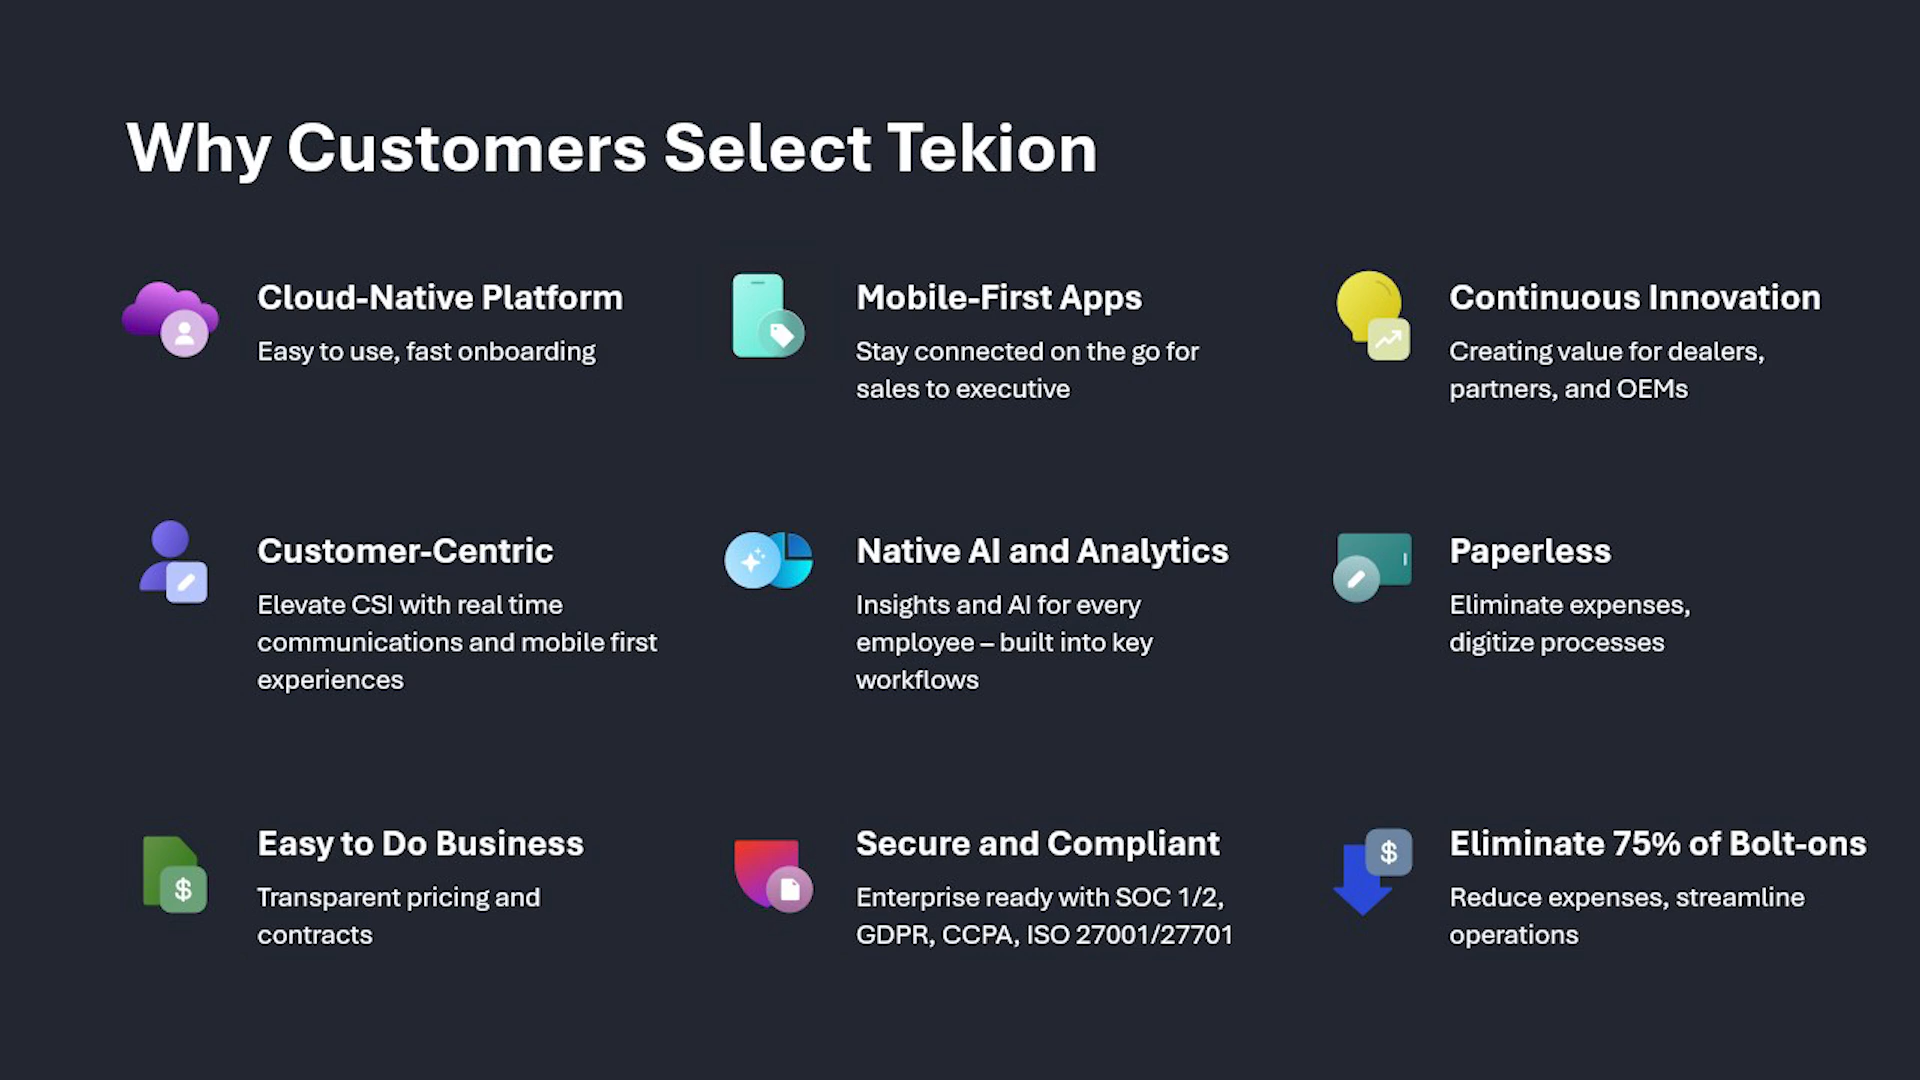 Why Customers Select Tekion
Cloud-Native Platform
Easy to use, fast onboarding
Mobile-First Apps
Stay connected on the go for
sales to executive
Continuous Innovation
Creating value for dealers,
partners, and OEMs
Customer-Centric
Elevate CSI with real time
communications and mobile first
experiences
Native AI and Analytics
Insights and AI for every
employee – built into key
workflows
Paperless
Eliminate expenses,
digitize processes
Easy to Do Business
Transparent pricing and
contracts
$
Secure and Compliant
Enterprise ready with SOC 1/2,
GDPR, CCPA, ISO 27001/27701
Eliminate 75% of Bolt-ons
Reduce expenses, streamline
operations
$